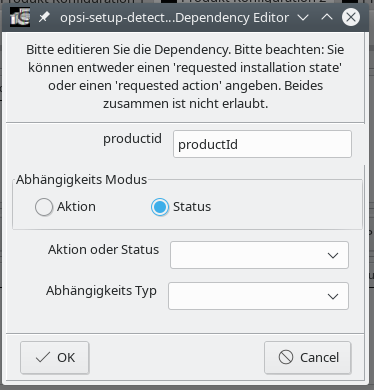 opsi-setup-detect...Dependency Editor
Bitte editieren Sie die Dependency. Bitte beachten: Sie
können entweder einen 'requested installation state'
oder einen 'requested action' angeben. Beides
zusammen ist nicht erlaubt.
productid
productId
Abhängigkeits Modus
Aktion
Status
Aktion oder Status
Abhängigkeits Typ
OK
Cancel